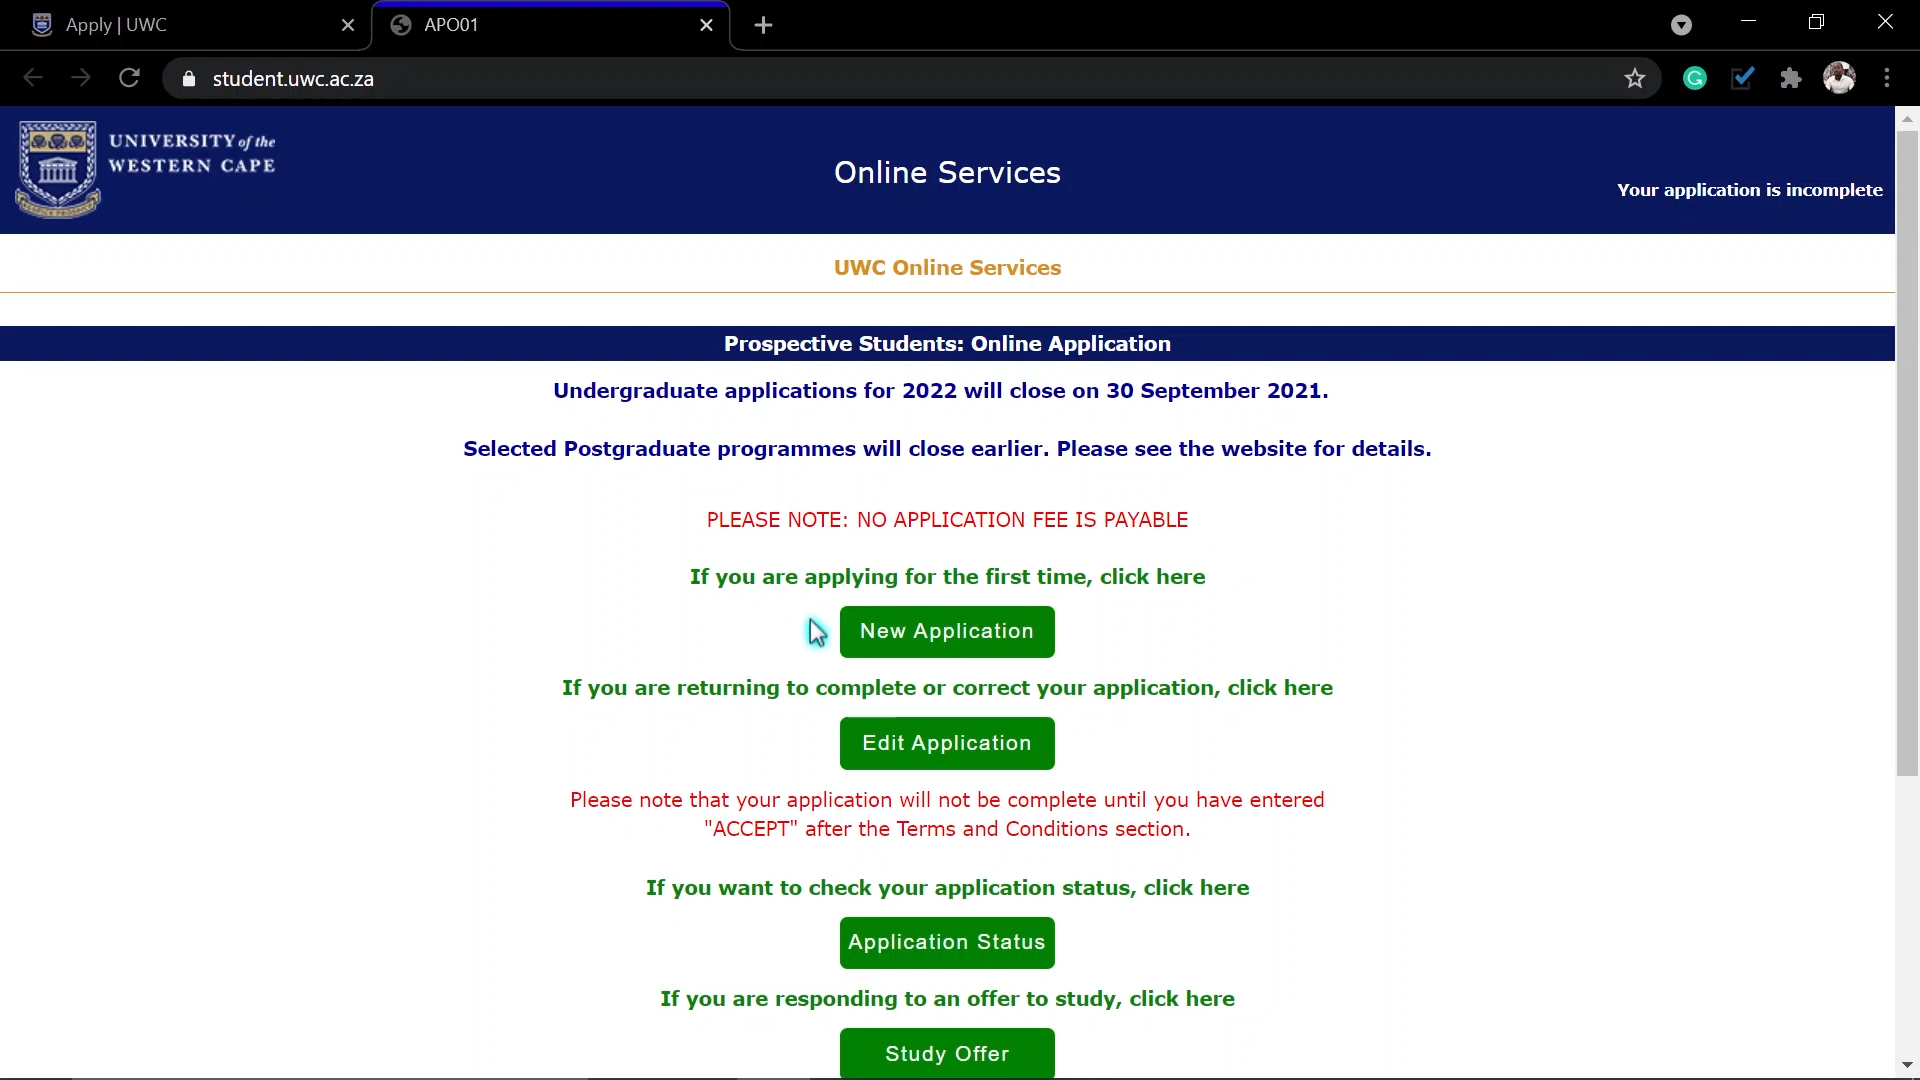 Apply | UWC
APO01
student.uwc.ac.za
UNIVERSITY of the
WESTERN CAPE
Online Services
Your application is incomplete
UWC Online Services
Prospective Students: Online Application
Undergraduate applications for 2022 will close on 30 September 2021.
Selected Postgraduate programmes will close earlier. Please see the website for details.
PLEASE NOTE: NO APPLICATION FEE IS PAYABLE
If you are applying for the first time, click here
New Application
If you are returning to complete or correct your application, click here
Edit Application
Please note that your application will not be complete until you have entered
"ACCEPT" after the Terms and Conditions section.
If you want to check your application status, click here
Application Status
If you are responding to an offer to study, click here
Study Offer